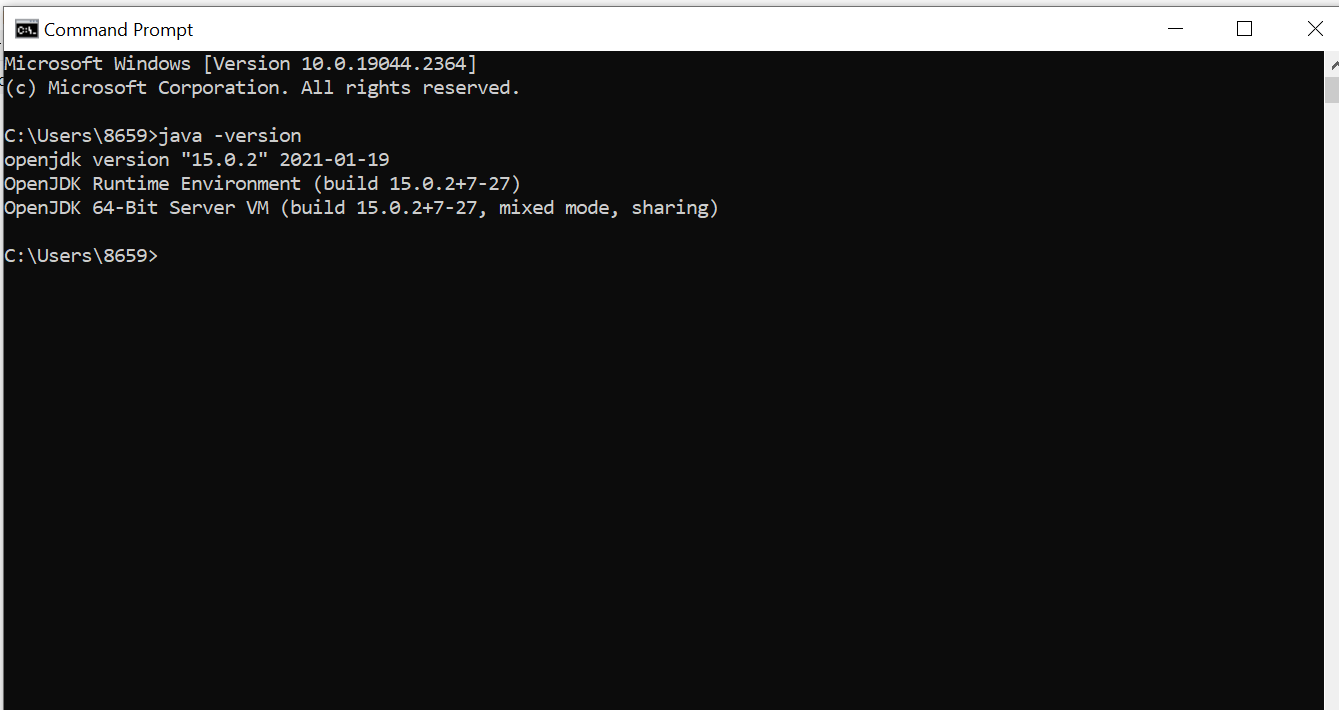 Command Prompt
Microsoft Windows [Version 10.0.19044.2364]
(c) Microsoft Corporation. All rights reserved.
C:\Users\8659>java -version
openjdk version "15.0.2" 2021-01-19
OpenJDK Runtime Environment (build 15.0.2+7-27)
OpenJDK 64-Bit Server VM (build 15.0.2+7-27, mixed mode, sharing)
C:\Users\8659>